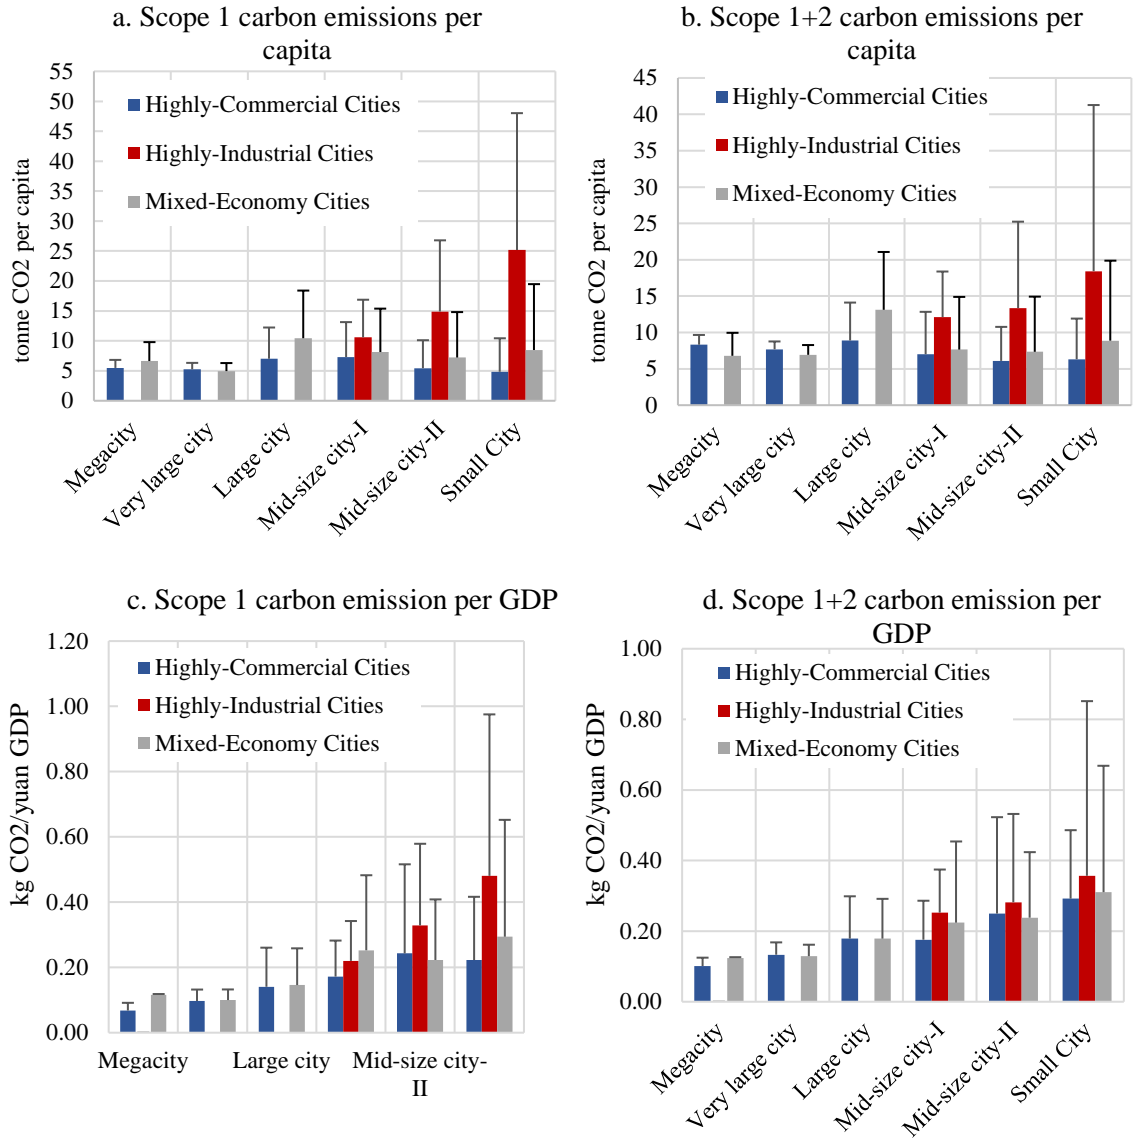 a. Scope 1 carbon emissions per
capita
tonne CO2 per capita
55
50
45
40
35
30
25
20
15
10
5
0
Highly-Commercial Cities
Highly-Industrial Cities
Mixed-Economy Cities
Megacity
Very large city
Large city
Mid-size city-I
Mid-size city-II
Small City
b. Scope 1+2 carbon emissions per
capita
tonne CO2 per capita
45
40
35
30
25
20
15
10
5
0
Highly-Commercial Cities
Highly-Industrial Cities
Mixed-Economy Cities
Megacity
Very large city
Large city
Mid-size city-I
Mid-size city-II
Small City
c. Scope 1 carbon emission per GDP
kg CO2/yuan GDP
1.20
1.00
0.80
0.60
0.40
0.20
0.00
Highly-Commercial Cities
Highly-Industrial Cities
Mixed-Economy Cities
Megacity
Large city
Mid-size city-
II
d. Scope 1+2 carbon emission per
GDP
kg CO2/yuan GDP
1.00
0.80
0.60
0.40
0.20
0.00
Highly-Commercial Cities
Highly-Industrial Cities
Mixed-Economy Cities
Megacity
Very large city
Large city
Mid-size city-I
Mid-size city-II
Small City